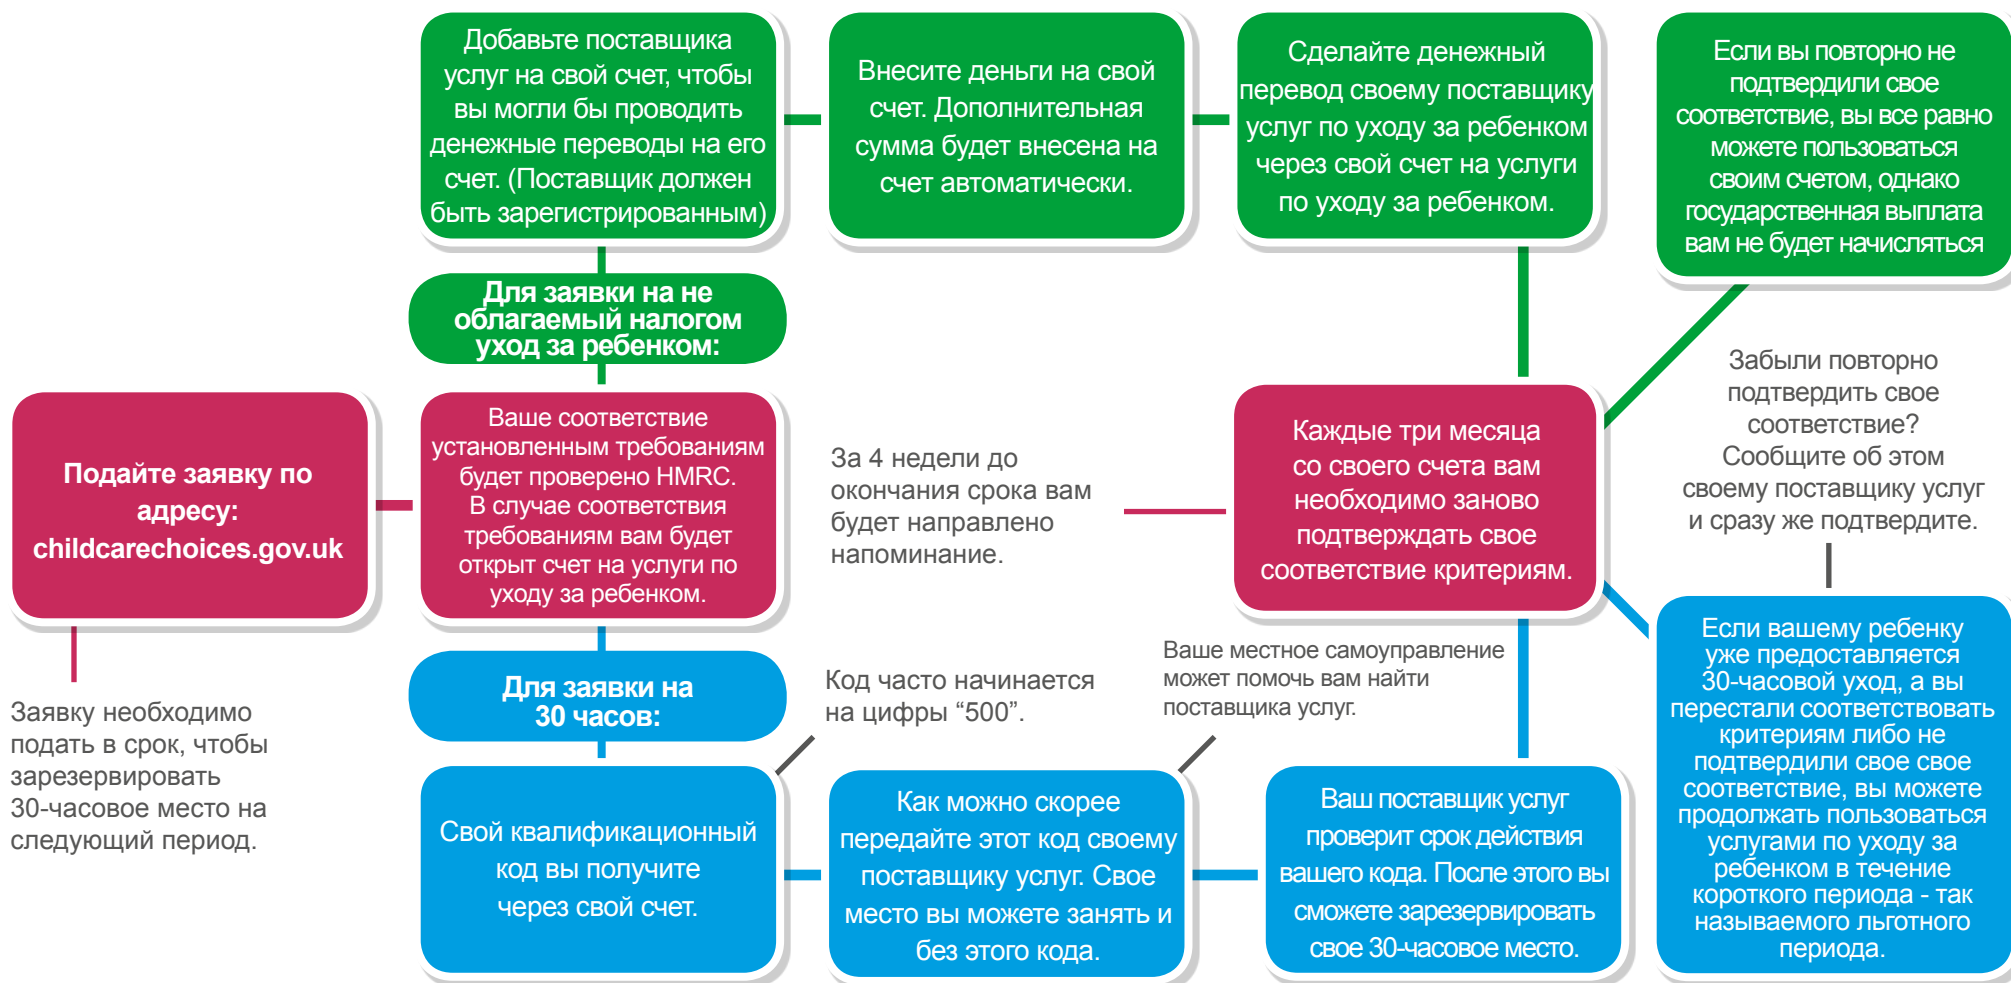 Добавьте поставщика
услуг на свой счет, чтобы
вы могли бы проводить
денежные переводы на его
счет. (Поставщик должен
быть зарегистрированным)
Внесите деньги на свой
счет. Дополнительная
сумма будет внесена на
счет автоматически.
Сделайте денежный
перевод своему поставщику
услуг по уходу за ребенком
через свой счет на услуги
по уходу за ребенком.
Если вы повторно не
подтвердили свое
соответствие, вы все равно
можете пользоваться
своим счетом, однако
государственная выплата
вам не будет начисляться
Для заявки на не
облагаемый налогом
уход за ребенком:
Подайте заявку по
адресу:
childcarechoices.gov.uk
Ваше соответствие
установленным требованиям
будет проверено HMRC.
В случае соответствия
требованиям вам будет
открыт счет на услуги по
уходу за ребенком.
За 4 недели до
окончания срока вам
будет направлено
напоминание.
Каждые три месяца
со своего счета вам
необходимо заново
подтверждать свое
соответствие критериям.
Забыли повторно
подтвердить свое
соответствие?
Сообщите об этом
своему поставщику услуг
и сразу же подтвердите.
Заявку необходимо
подать в срок, чтобы
зарезервировать
30-часовое место на
следующий период.
Для заявки на
30 часов:
Код часто начинается
на цифры “500”.
Ваше местное самоуправление
может помочь вам найти
поставщика услуг.
Свой квалификационный
код вы получите
через свой счет.
Как можно скорее
передайте этот код своему
поставщику услуг. Свое
место вы можете занять и
без этого кода.
Ваш поставщик услуг
проверит срок действия
вашего кода. После этого вы
сможете зарезервировать
свое 30-часовое место.
Если вашему ребенку
уже предоставляется
30-часовой уход, а вы
перестали соответствовать
критериям либо не
подтвердили свое свое
соответствие, вы можете
продолжать пользоваться
услугами по уходу за
ребенком в течение
короткого периода - так
называемого льготного
периода.